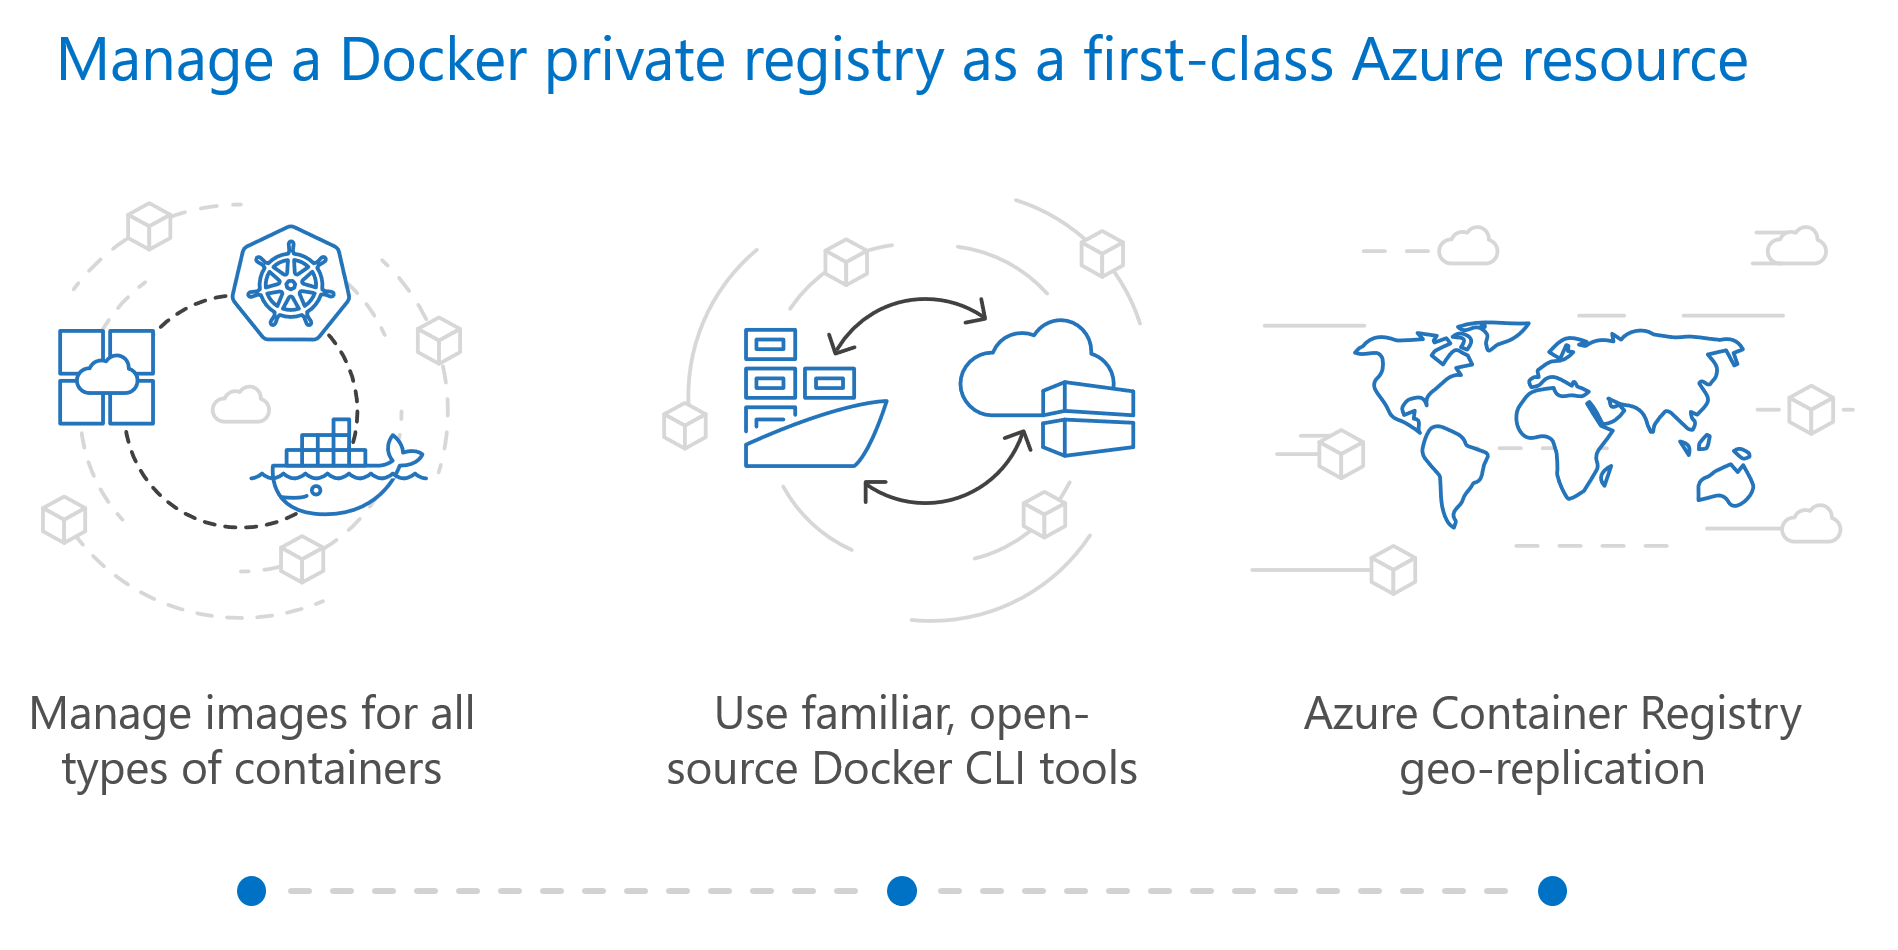 Manage a Docker private registry as a first-class Azure resource
Manage images for all
types of containers
Use familiar, open-
source Docker CLI tools
Azure Container Registry
geo-replication